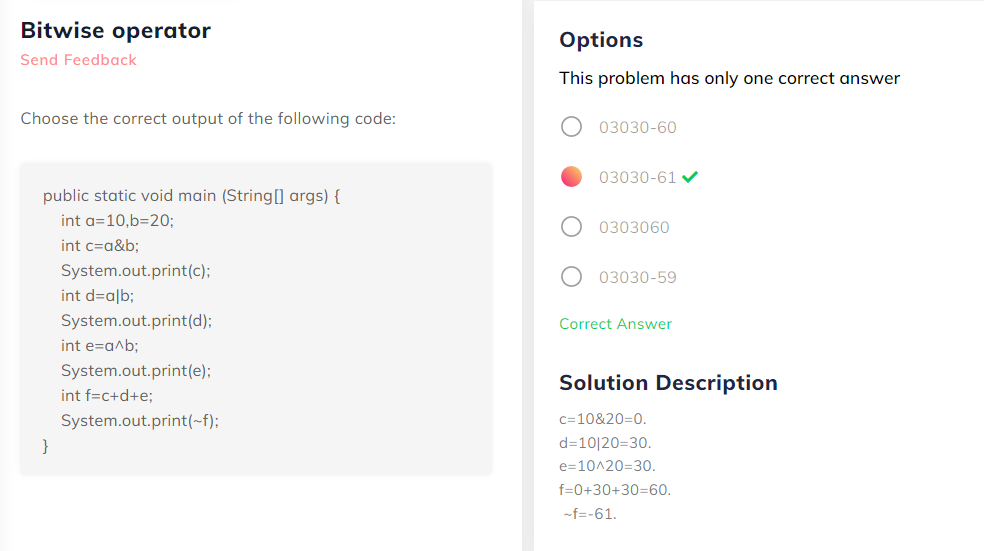 Bitwise operator
Send Feedback
Choose the correct output of the following code:
public static void main (String[] args) {
int a=10,b=20;
int c=a&b;
System.out.print(c);
int d=a|b;
System.out.print(d);
int e=a^b;
System.out.print(e);
int f=c+d+e;
System.out.print(~f);
}
Options
This problem has only one correct answer
03030-60
03030-61
0303060
03030-59
Correct Answer
Solution Description
c=10&20=0.
d=10|20=30.
e=10^20=30.
f=0+30+30=60.
~f=-61.